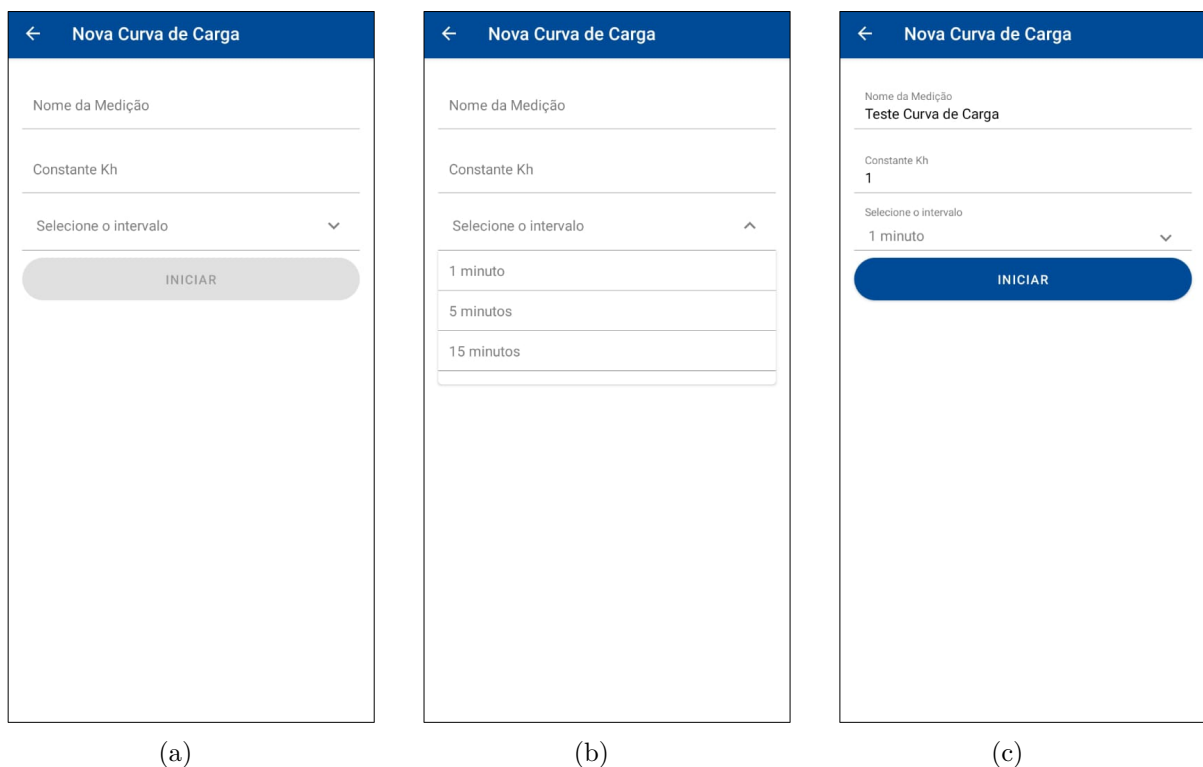 Nova Curva de Carga
Nome da Medição
Constante Kh
Selecione o intervalo
INICIAR
(a)
Nova Curva de Carga
Nome da Medição
Constante Kh
Selecione o intervalo
1 minuto
5 minutos
15 minutos
(b)
Nova Curva de Carga
Nome da Medição
Teste Curva de Carga
Constante Kh
1
Selecione o intervalo
1 minuto
INICIAR
(c)